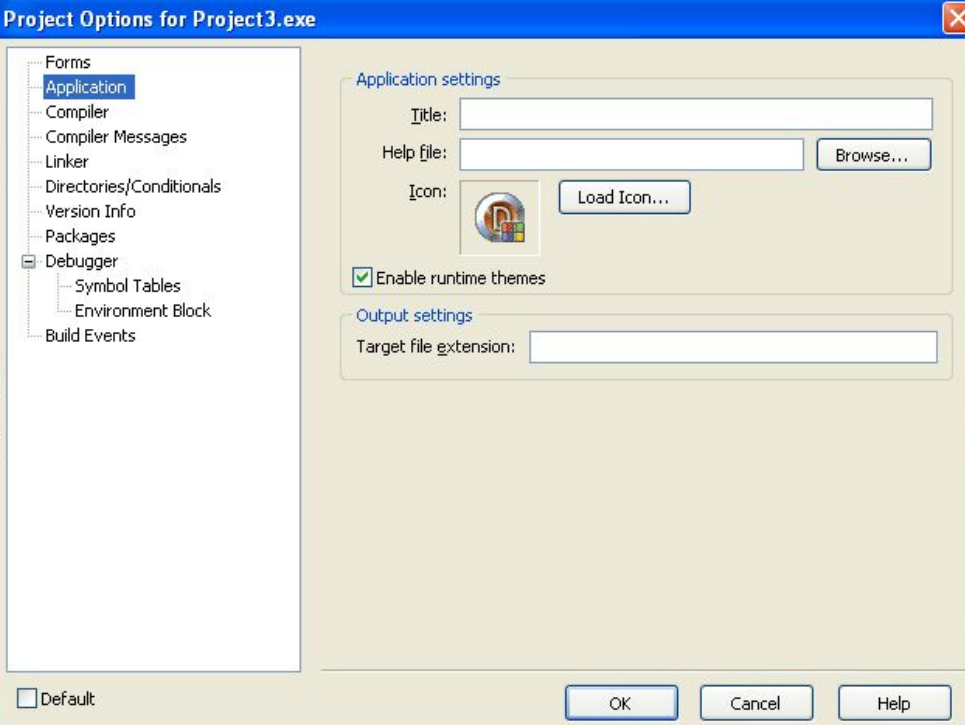 Project Options for Project3.exe
Forms
Application
Compiler
Compiler Messages
Linker
Directories/Conditionals
Version Info
Packages
Debugger
Symbol Tables
Environment Block
Build Events
Application settings
Title:
Help file:
Browse...
Icon:
Load Icon...
Enable runtime themes
Output settings
Target file extension:
Default
OK
Cancel
Help